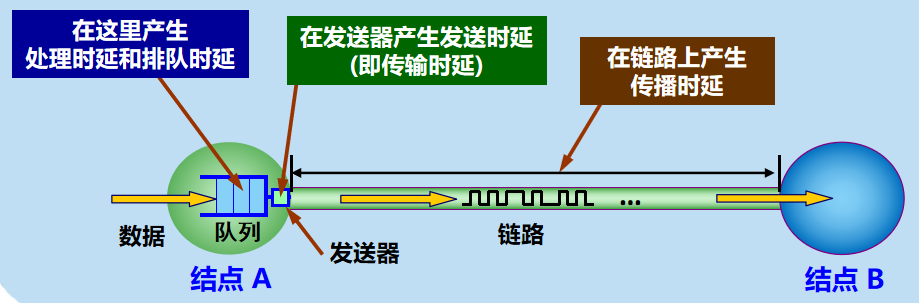 在这里产生
处理时延和排队时延
在发送器产生发送时延
(即传输时延)
在链路上产生
传播时延
数据
队列
发送器
链路
...
结点 A
结点 B